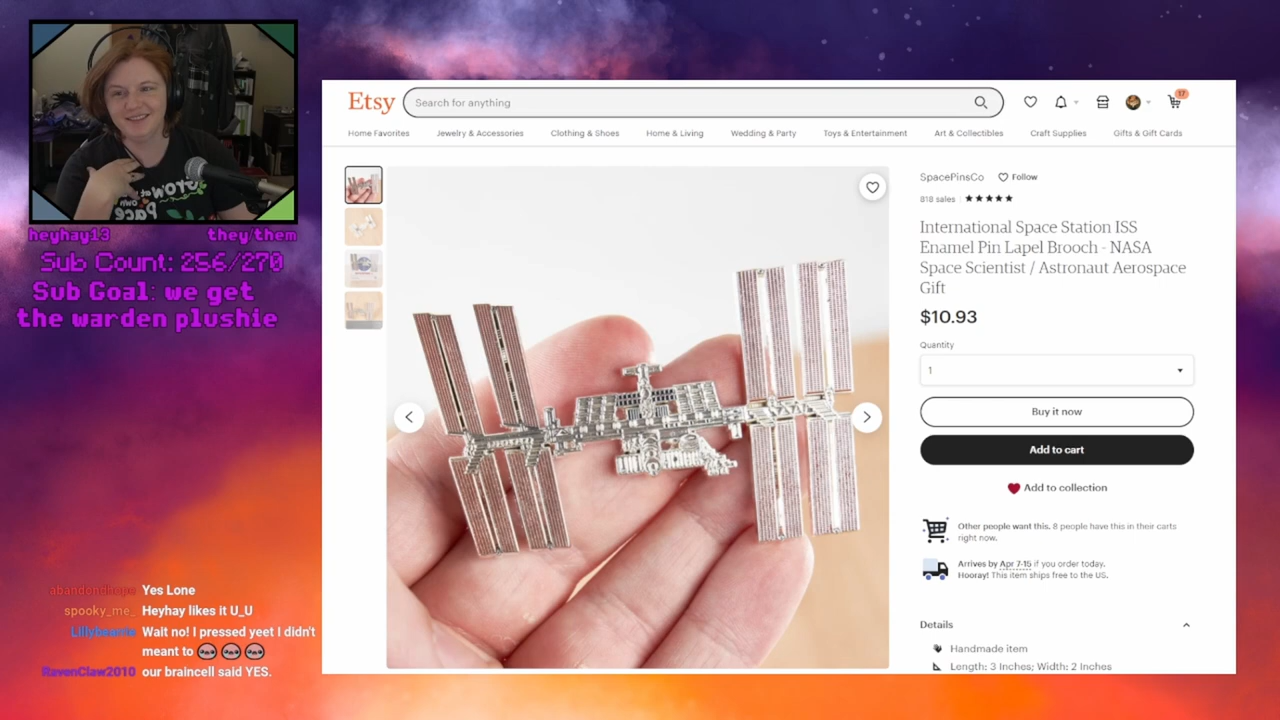 heyhay13
they/them
Sub Count: 256/270
Sub Goal: we get
the warden plushie
abandondhope Yes Lone
spooky_me_ Heyhay likes it U_U
Wait no! I pressed yeet I didn't
meant to
RavenClaw2010 our braincell said YES.
Etsy
Search for anything
17
Home Favorites
Jewelry & Accessories
Clothing & Shoes
Home & Living
Wedding & Party
Toys & Entertainment
Art & Collectibles
Craft Supplies
Gifts & Gift Cards
SpacePinsCo
Follow
818 sales
International Space Station ISS
Enamel Pin Lapel Brooch - NASA
Space Scientist / Astronaut Aerospace
Gift
$10.93
Quantity
1
Buy it now
Add to cart
Add to collection
Other people want this. 8 people have this in their carts
right now.
Arrives by Apr 7-15 if you order today.
Hooray! This item ships free to the US.
Details
Handmade item
Length: 3 Inches; Width: 2 Inches